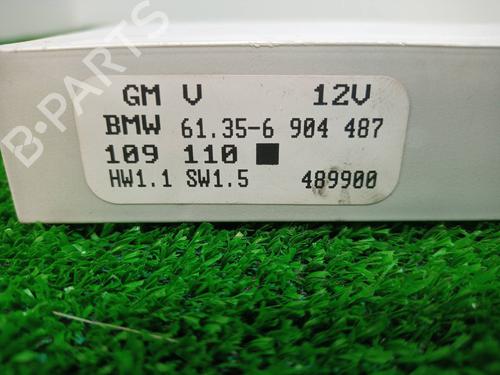 B-PARTS
GM V 12V
BMW 61.35-6 904 487
109 110
HW1.1 SW1.5 489900